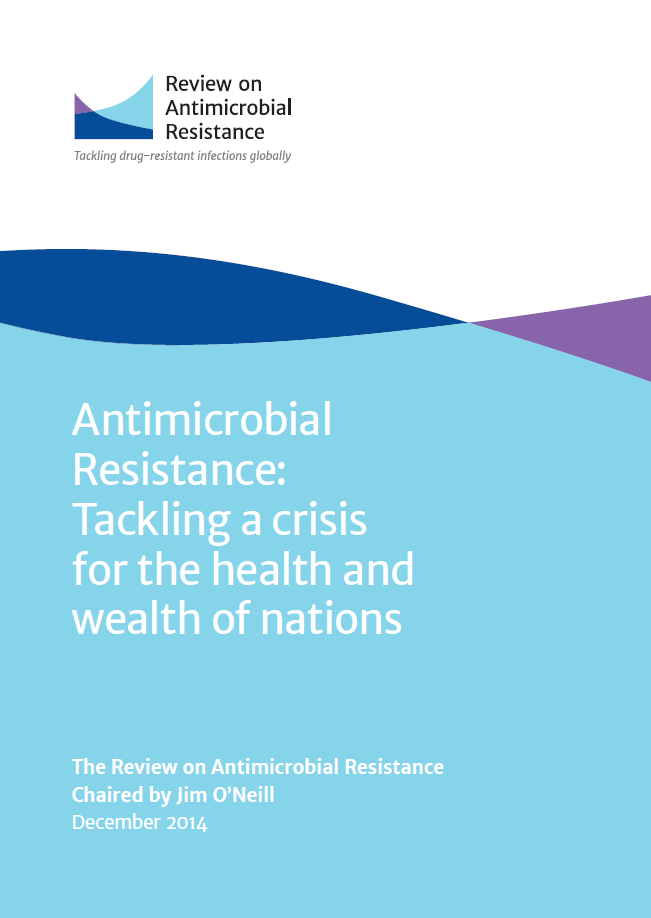 Review on
Antimicrobial
Resistance
Tackling drug–resistant infections globally
Antimicrobial
Resistance:
Tackling a crisis
for the health and
wealth of nations
The Review on Antimicrobial Resistance
Chaired by Jim O’Neill
December 2014